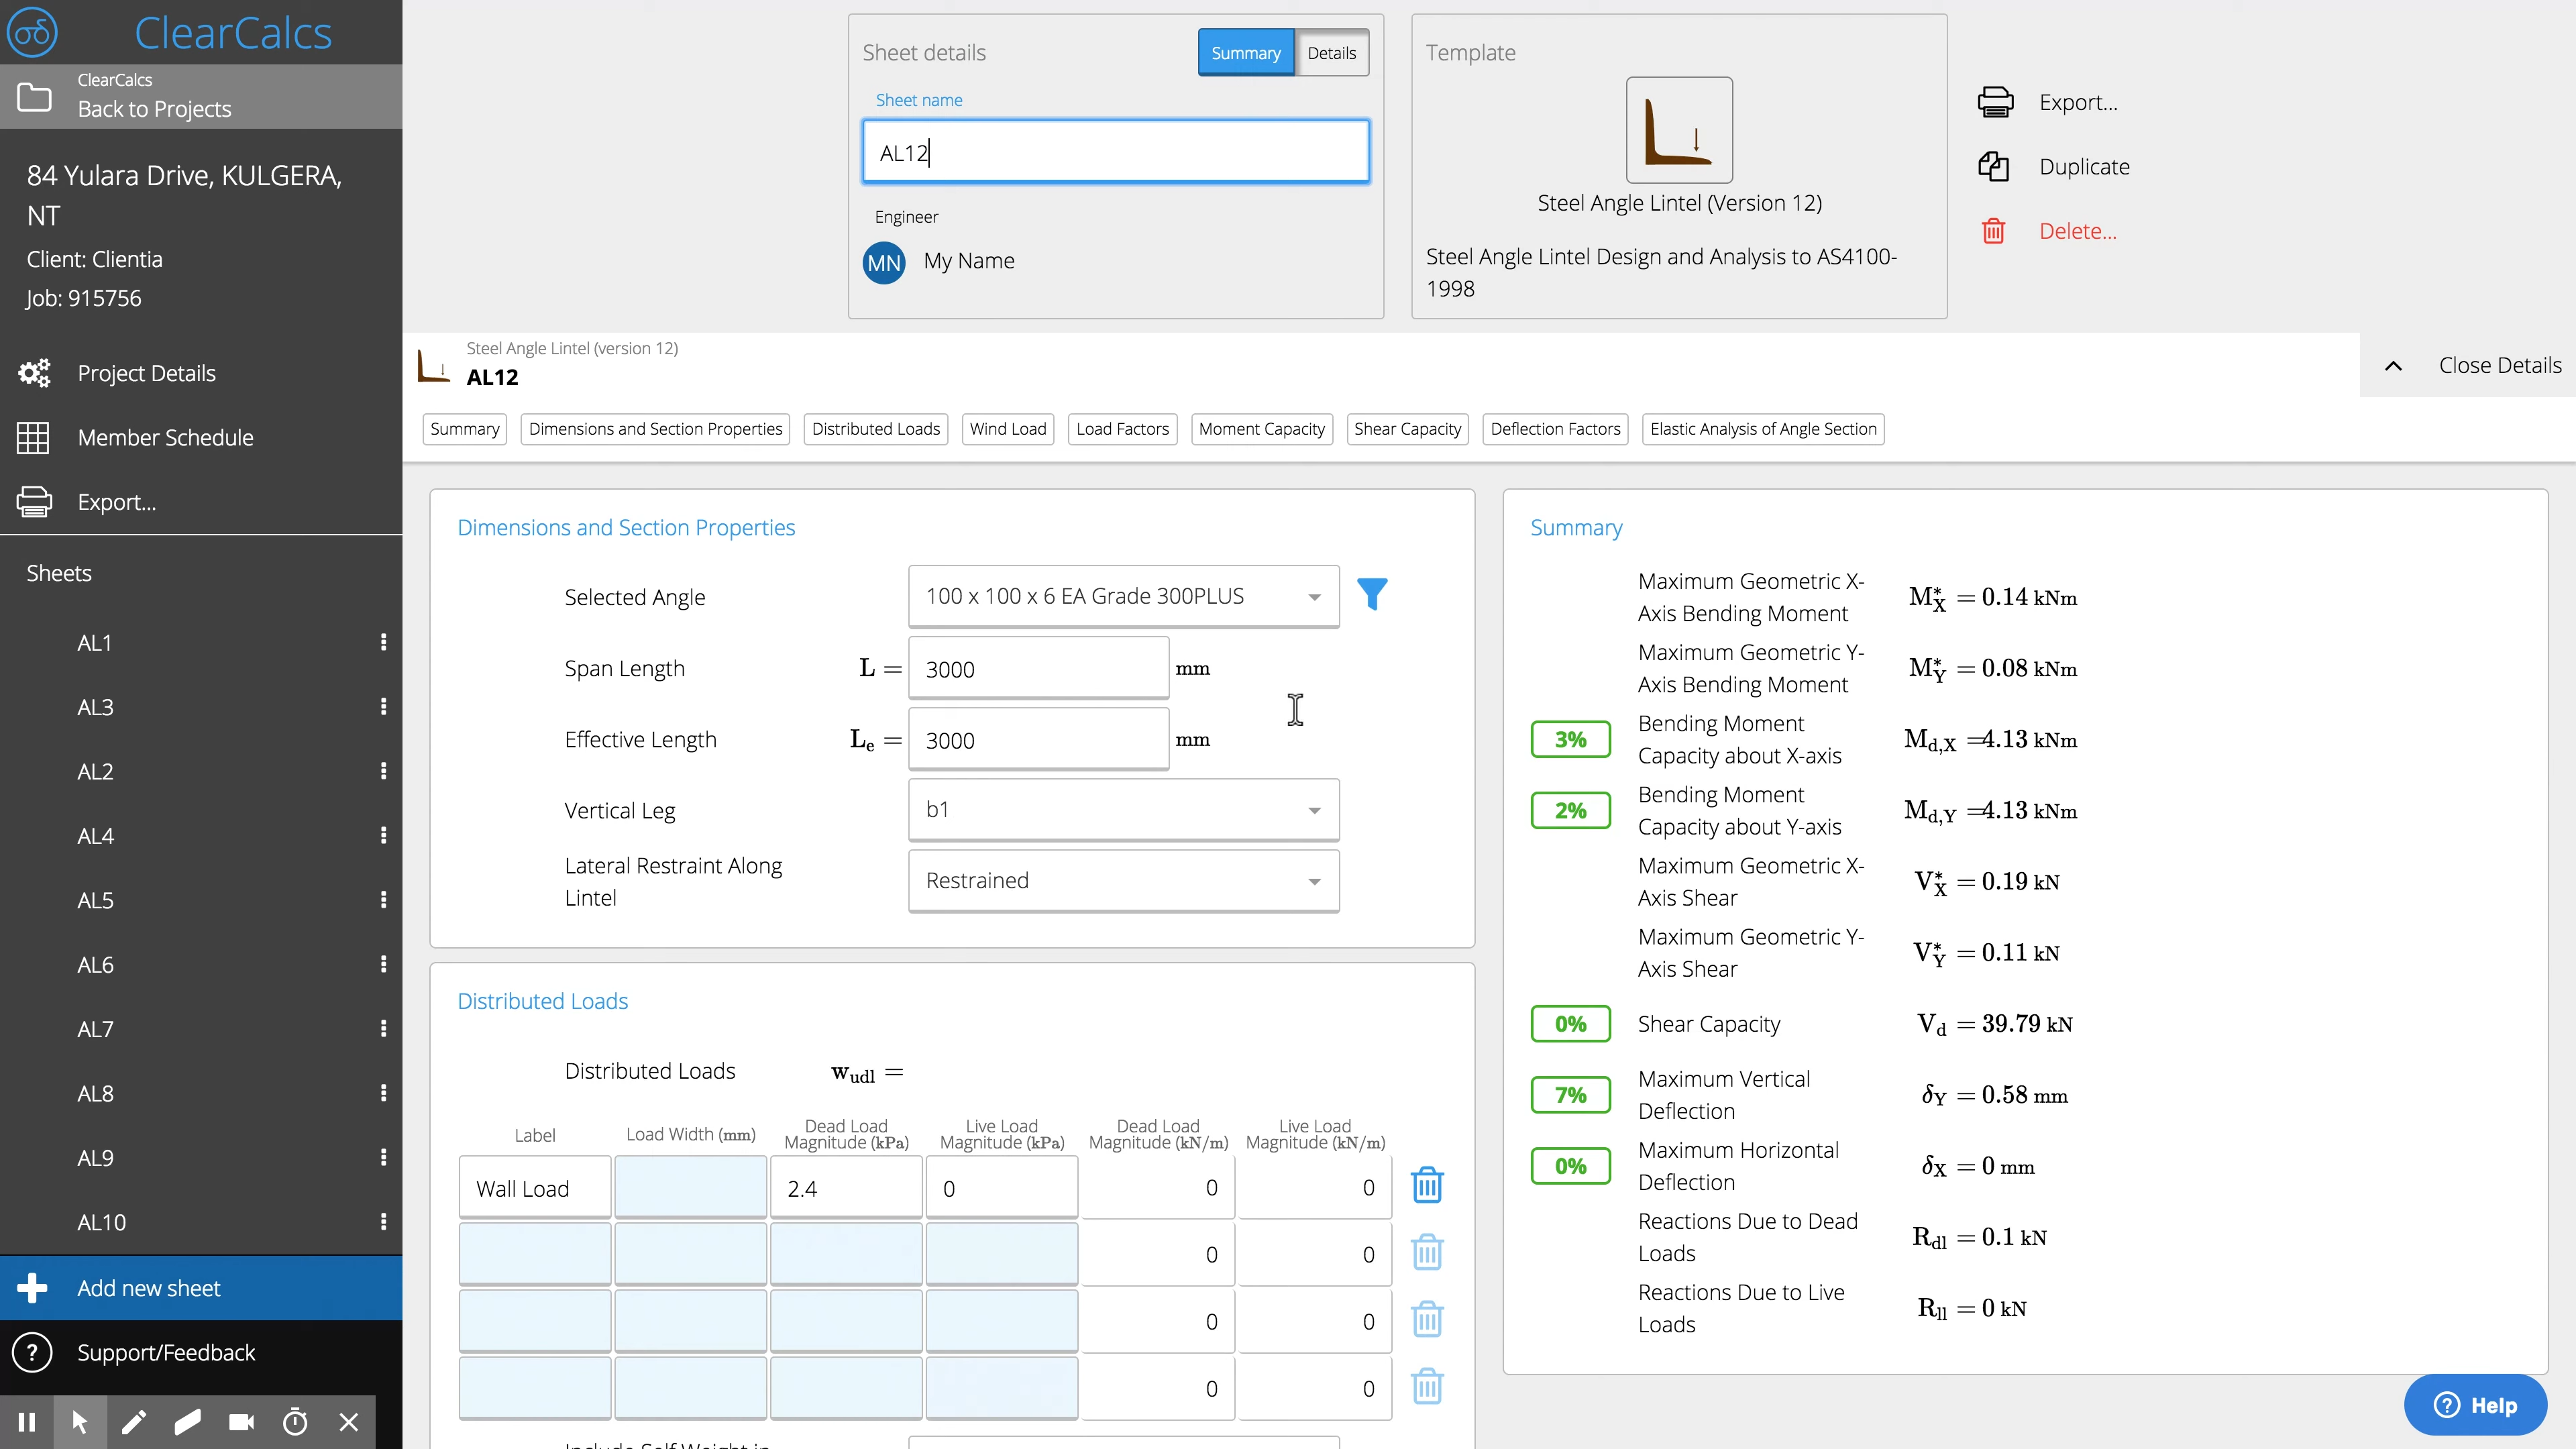 ClearCalcs
ClearCalcs
Back to Projects
84 Yulara Drive, KULGERA,
NT
Client: Clientia
Job: 915756
Project Details
Member Schedule
Export...
Sheets
AL1
AL3
AL2
AL4
AL5
AL6
AL7
AL8
AL9
AL10
Add new sheet
? Support/Feedback
Sheet details
Summary
Details
Sheet name
AL12
Engineer
MN My Name
Template
Steel Angle Lintel (Version 12)
Steel Angle Lintel Design and Analysis to AS4100-
1998
Export...
Duplicate
Delete...
Steel Angle Lintel (version 12)
AL12
Close Details
Summary
Dimensions and Section Properties
Distributed Loads
Wind Load
Load Factors
Moment Capacity
Shear Capacity
Deflection Factors
Elastic Analysis of Angle Section
Dimensions and Section Properties
Selected Angle 100 x 100 x 6 EA Grade 300PLUS
Span Length L = 3000 mm
Effective Length Le = 3000 mm
Vertical Leg b1
Lateral Restraint Along
Lintel
Restrained
Distributed Loads
Distributed Loads wudl =
Label
Load Width (mm)
Dead Load
Magnitude (kPa)
Live Load
Magnitude (kPa)
Dead Load
Magnitude (kN/m)
Live Load
Magnitude (kN/m)
Wall Load 2.4 0 0 0
0 0
0 0
0 0
Summary
Maximum Geometric X-
Axis Bending Moment
M*X = 0.14 kNm
Maximum Geometric Y-
Axis Bending Moment
M*Y = 0.08 kNm
3%
Bending Moment
Capacity about X-axis
Md,X =4.13 kNm
2%
Bending Moment
Capacity about Y-axis
Md,Y =4.13 kNm
Maximum Geometric X-
Axis Shear
V*X = 0.19 kN
Maximum Geometric Y-
Axis Shear
V*Y = 0.11 kN
0% Shear Capacity Vd = 39.79 kN
7%
Maximum Vertical
Deflection
δY = 0.58 mm
0%
Maximum Horizontal
Deflection
δX = 0 mm
Reactions Due to Dead
Loads
Rdl = 0.1 kN
Reactions Due to Live
Loads
Rll = 0 kN
? Help